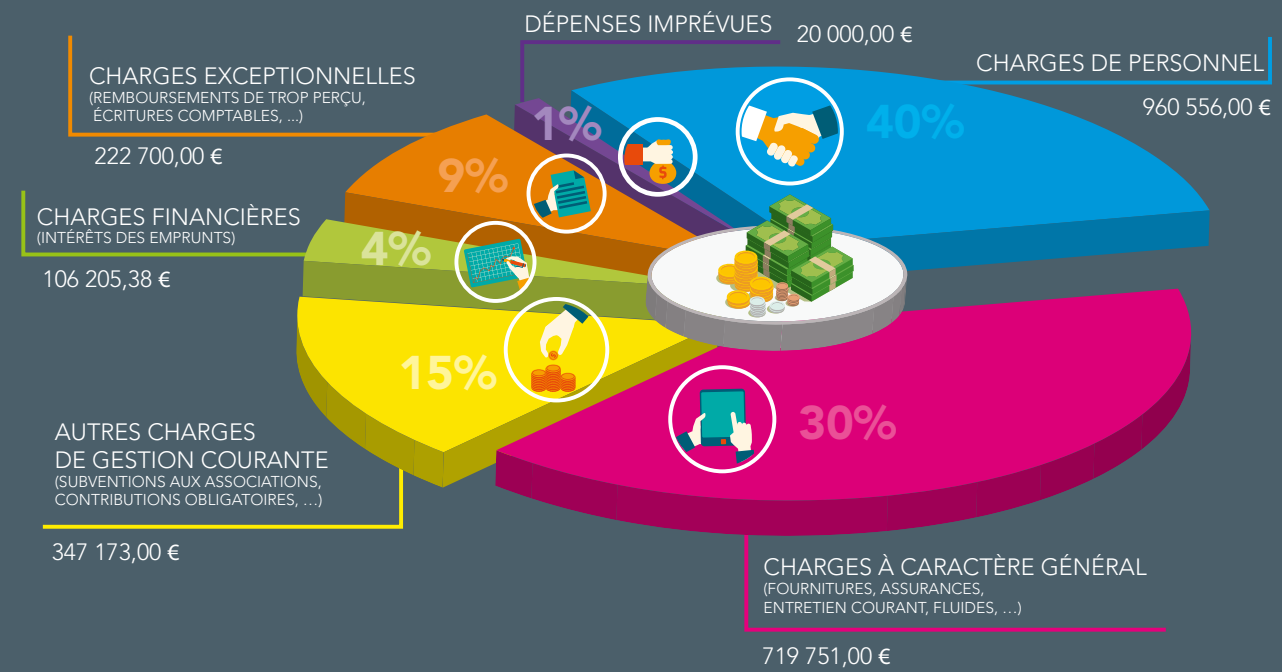 DÉPENSES IMPRÉVUES
20 000,00 €
CHARGES DE PERSONNEL
960 556,00 €
CHARGES EXCEPTIONNELLES
(REMBOURSEMENTS DE TROP PERÇU,
ÉCRITURES COMPTABLES, ...)
222 700,00 €
1%
40%
9%
CHARGES FINANCIÈRES
(INTÉRÊTS DES EMPRUNTS)
106 205,38 €
4%
$
15%
30%
AUTRES CHARGES
DE GESTION COURANTE
(SUBVENTIONS AUX ASSOCIATIONS,
CONTRIBUTIONS OBLIGATOIRES, ...)
347 173,00 €
CHARGES À CARACTÈRE GÉNÉRAL
(FOURNITURES, ASSURANCES,
ENTRETIEN COURANT, FLUIDES, ...)
719 751,00 €